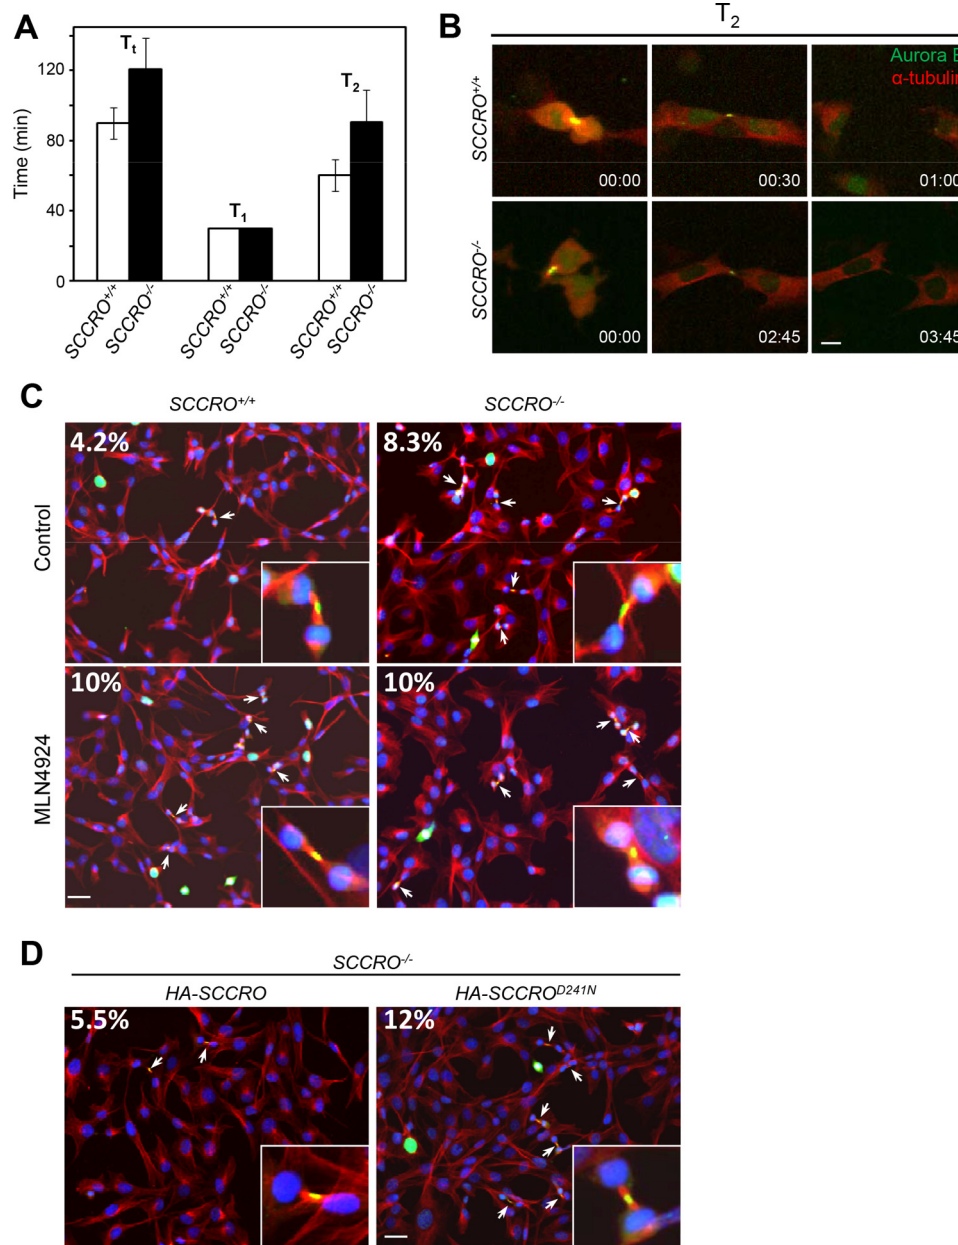 A
Time (min)
120
80
40
0
Tt
T1
T2
SCCRO+/+
SCCRO-/-
SCCRO+/+
SCCRO-/-
SCCRO+/+
SCCRO-/-
B
T2
Aurora B
α-tubulin
SCCRO+/+
00:00
00:30
01:00
SCCRO-/-
00:00
02:45
03:45
C
SCCRO+/+
SCCRO-/-
Control
4.2%
8.3%
MLN4924
10%
10%
D
SCCRO-/-
HA-SCCRO
HA-SCCROD241N
5.5%
12%